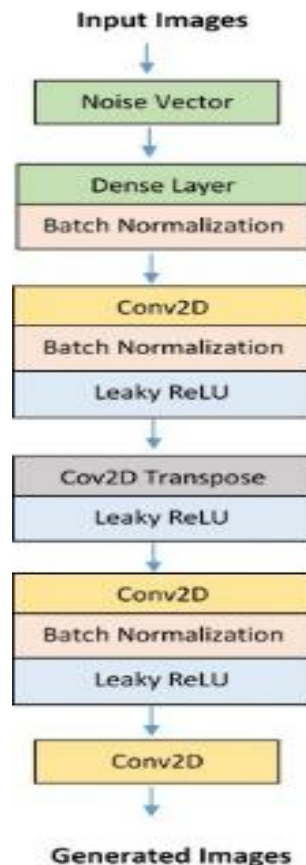 Input Images
Noise Vector
Dense Layer
Batch Normalization
Conv2D
Batch Normalization
Leaky ReLU
Cov2D Transpose
Leaky ReLU
Conv2D
Batch Normalization
Leaky ReLU
Conv2D
Generated Images